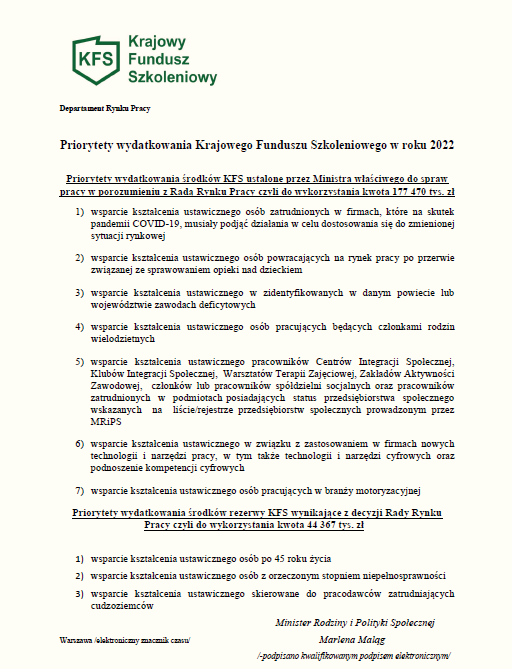 KFS
Krajowy
Fundusz
Szkoleniowy
Departament Rynku Pracy
Priorytety wydatkowania Krajowego Funduszu Szkoleniowego w roku 2022
Priorytety wydatkowania środków KFS ustalone przez Ministra właściwego do spraw
pracy w porozumieniu z Rada Rynku Pracy czyli do wykorzystania kwota 177 470 tys. zł
1) wsparcie kształcenia ustawicznego osób zatrudnionych w firmach, które na skutek
pandemii COVID-19, musiały podjąć działania w celu dostosowania się do zmienionej
sytuacji rynkowej
2) wsparcie kształcenia ustawicznego osób powracających na rynek pracy po przerwie
związanej ze sprawowaniem opieki nad dzieckiem
3) wsparcie kształcenia ustawicznego w zidentyfikowanych w danym powiecie lub
województwie zawodach deficytowych
4) wsparcie kształcenia ustawicznego osób pracujących będących członkami rodzin
wielodzietnych
5) wsparcie kształcenia ustawicznego pracowników Centrów Integracji Społecznej,
Klubów Integracji Społecznej, Warsztatów Terapii Zajęciowej, Zakładów Aktywności
Zawodowej, członków lub pracowników spółdzielni socjalnych oraz pracowników
zatrudnionych w podmiotach posiadających status przedsiębiorstwa społecznego
wskazanych na liście/rejestrze przedsiębiorstw społecznych prowadzonym przez
MRiPS
6) wsparcie kształcenia ustawicznego w związku z zastosowaniem w firmach nowych
technologii i narzędzi pracy, w tym także technologii i narzędzi cyfrowych oraz
podnoszenie kompetencji cyfrowych
7) wsparcie kształcenia ustawicznego osób pracujących w branży motoryzacyjnej
Priorytety wydatkowania środków rezerwy KFS wynikające z decyzji Rady Rynku
Pracy czyli do wykorzystania kwota 44 367 tys. zł
1) wsparcie kształcenia ustawicznego osób po 45 roku życia
2) wsparcie kształcenia ustawicznego osób z orzeczonym stopniem niepełnosprawności
3) wsparcie kształcenia ustawicznego skierowane do pracodawców zatrudniających
cudzoziemców
Minister Rodziny i Polityki Społecznej
Warszawa /elektroniczny znacznik czasu/ Marlena Maląg
/-podpisano kwalifikowanym podpisem elektronicznym/